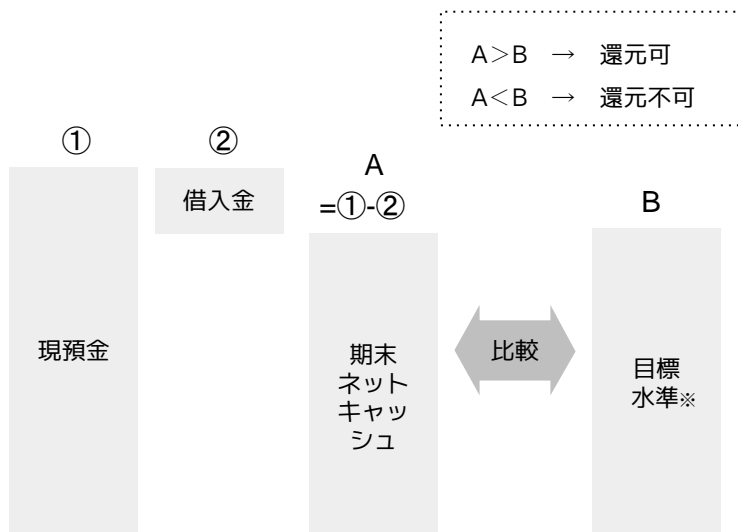 A＞B → 還元可
A＜B → 還元不可
①
②
A
=①-②
B
現預金
借入金
期末
ネット
キャッ
シュ
比較
目標
水準※